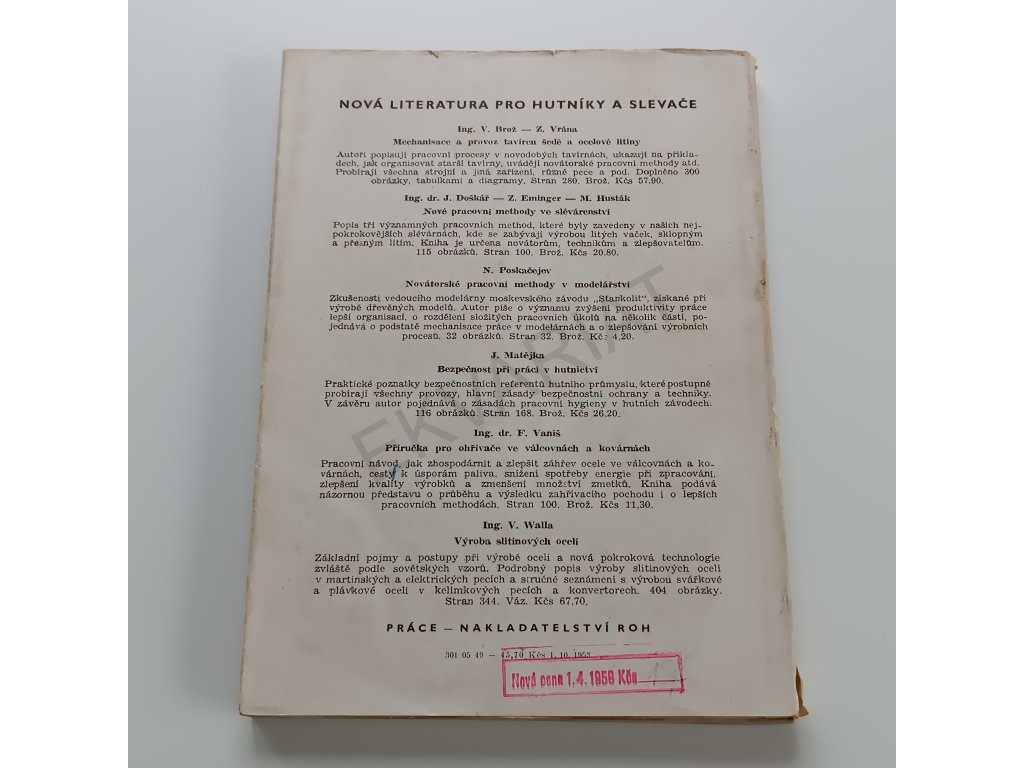 NOVÁ LITERATURA PRO HUTNÍKY A SLEVAČE
Ing. V. Brož — Z. Vrána
Mechanisace a provoz tavíren šedé a ocelové litiny
Autoři popisují pracovní procesy v novodobých tavírnách, ukazují na příkla-
dech, jak organisovat starší tavírny, uvádějí novátorské pracovní methody atd.
Probírají všechna strojní a jiná zařízení, různé pece a pod. Doplněno 300
obrázky, tabulkami a diagramy. Stran 280. Brož. Kčs 57,90.
Ing. dr. J. Doškář — Z. Eminger — M. Husták
Nové pracovní methody ve slévárenství
Popis tří významných pracovních method, které byly zavedeny v našich nej-
pokrokovějších slévárnách, kde se zabývají výrobou litých vaček, sklopným
a přesným litím. Kniha je určena novátorům, technikům a zlepšovatelům.
115 obrázků. Stran 100. Brož. Kčs 20,80.
N. Poskačejev
Novátorské pracovní methody v modelářství
Zkušenosti vedoucího modelárny moskevského závodu „Stankolit", získané při
výrobě dřevěných modelů. Autor píše o významu zvýšení produktivity práce
lepší organisací, o rozdělení složitých pracovních úkolů na několik částí, po-
jednává o podstatě mechanisace práce v modelárnách a o zlepšování výrobních
procesů. 32 obrázků. Stran 32. Brož. Kčs 4,20.
J. Matějka
Bezpečnost při práci v hutnictví
Praktické poznatky bezpečnostních referentů hutního průmyslu, které postupně
probírají všechny provozy, hlavní zásady bezpečnostní ochrany a techniky.
V závěru autor pojednává o zásadách pracovní hygieny v hutních závodech.
116 obrázků. Stran 168. Brož. Kčs 26,20.
Ing. dr. F. Vaniš
Příručka pro ohřívače ve válcovnách a kovárnách
Pracovní návod, jak zhospodárnit a zlepšit záhřev ocele ve válcovnách a ko-
várnách, cesty k úsporám paliva, snížení spotřeby energie při zpracování,
zlepšení kvality výrobků a zmenšení množství zmetků. Kniha podává
názornou představu o průběhu a výsledku zahřívacího pochodu i o lepších
pracovních methodách. Stran 100. Brož. Kčs 11,30.
Ing. V. Walla
Výroba slitinových ocelí
Základní pojmy a postupy při výrobě oceli a nová pokroková technologie
zvláště podle sovětských vzorů. Podrobný popis výroby slitinových ocelí
v martinských a elektrických pecích a stručné seznámení s výrobou svářkové
a plávkové oceli v kelímkových pecích a konvertorech. 404 obrázky.
Stran 344. Váz. Kčs 67,70.
PRÁCE — NAKLADATELSTVÍ ROH
301 05 49 — 15,70 Kčs 1. 10. 1953
Nová cena 1.4.1956 Kčs
EKVARIÁT